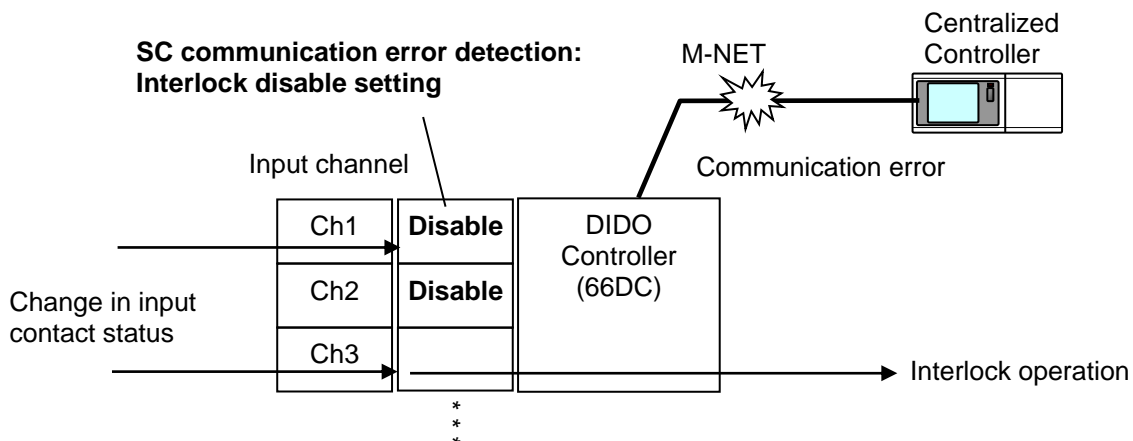 Centralized
Controller
SC communication error detection:
Interlock disable setting
M-NET
Input channel
Communication error
Ch1
Disable
DIDO
Controller
(66DC)
Ch2
Disable
Change in input
contact status
Ch3
Interlock operation
*
*
*